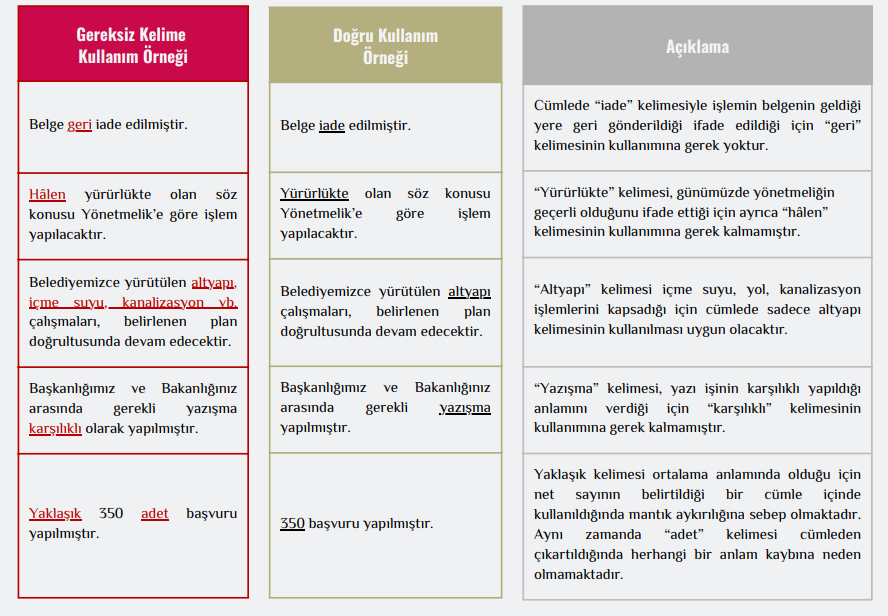 Gereksiz Kelime
Kullanım Örneği
Doğru Kullanım
Örneği
Açıklama
Belge geri iade edilmiştir.
Belge iade edilmiştir.
Cümlede “iade” kelimesiyle işlemin belgenin geldiği
yere geri gönderildiği ifade edildiği için “geri”
kelimesinin kullanımına gerek yoktur.
Hâlen yürürlükte olan söz
konusu Yönetmelik’e göre işlem
yapılacaktır.
Yürürlükte olan söz konusu
Yönetmelik’e göre işlem
yapılacaktır.
“Yürürlükte” kelimesi, günümüzde yönetmeliğin
geçerli olduğunu ifade ettiği için ayrıca “hâlen”
kelimesinin kullanımına gerek kalmamıştır.
Belediyemizce yürütülen altyapı,
içme suyu, kanalizasyon vb.
çalışmaları, belirlenen plan
doğrultusunda devam edecektir.
Belediyemizce yürütülen altyapı
çalışmaları, belirlenen plan
doğrultusunda devam edecektir.
“Altyapı” kelimesi içme suyu, yol, kanalizasyon
işlemlerini kapsadığı için cümlede sadece altyapı
kelimesinin kullanılması uygun olacaktır.
Başkanlığımız ve Bakanlığınız
arasında gerekli yazışma
karşılıklı olarak yapılmıştır.
Başkanlığımız ve Bakanlığınız
arasında gerekli yazışma
yapılmıştır.
“Yazışma” kelimesi, yazı işinin karşılıklı yapıldığı
anlamını verdiği için “karşılıklı” kelimesinin
kullanımına gerek kalmamıştır.
Yaklaşık 350 adet başvuru
yapılmıştır.
350 başvuru yapılmıştır.
Yaklaşık kelimesi ortalama anlamında olduğu için
net sayının belirtildiği bir cümle içinde
kullanıldığında mantık aykırılığına sebep olmaktadır.
Aynı zamanda “adet” kelimesi cümleden
çıkartıldığında herhangi bir anlam kaybına neden
olmamaktadır.